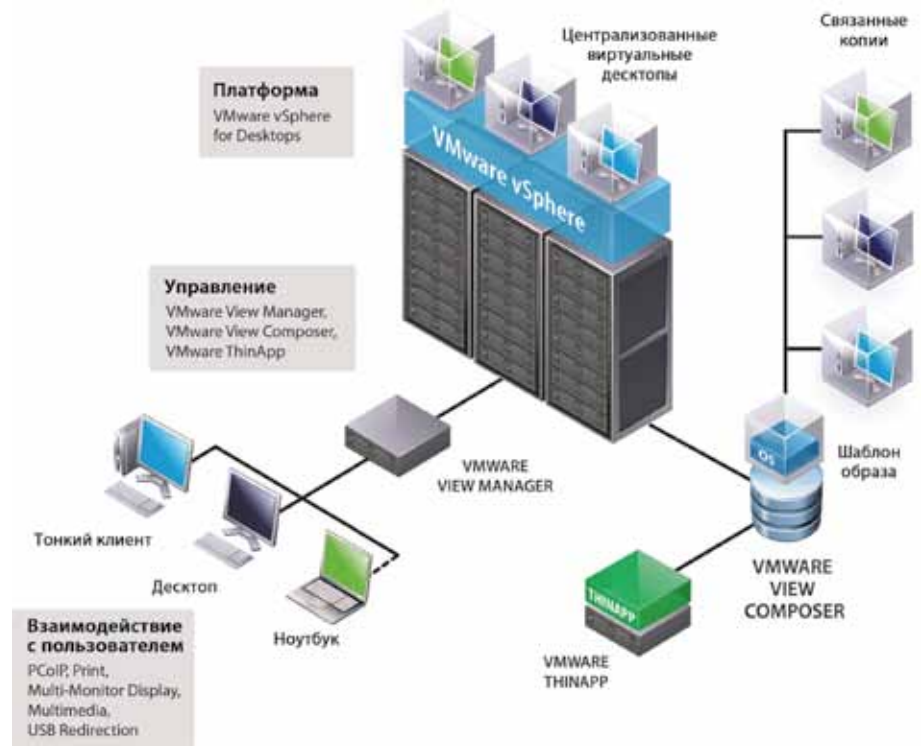 Централизованные
виртуальные
десктопы
Связанные
копии
Платформа
VMware vSphere
for Desktops
VMware vSphere
Управление
VMware View Manager,
VMware View Composer,
VMware ThinApp
VMWARE
VIEW MANAGER
OS
Шаблон
образа
Тонкий клиент
Десктоп
Ноутбук
THINAPP
VMWARE
THINAPP
VMWARE
VIEW
COMPOSER
Взаимодействие
с пользователем
PCoIP, Print,
Multi-Monitor Display,
Multimedia,
USB Redirection